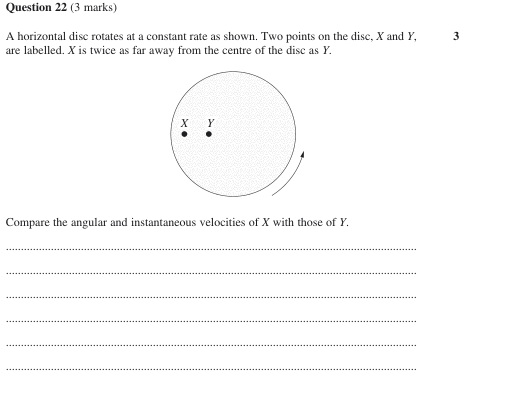 Question 22 (3 marks)
A horizontal disc rotates at a constant rate as shown. Two points on the disc, X and Y, 3
are labelled. X is twice as far away from the centre of the disc as Y.
X Y
Compare the angular and instantaneous velocities of X with those of Y.